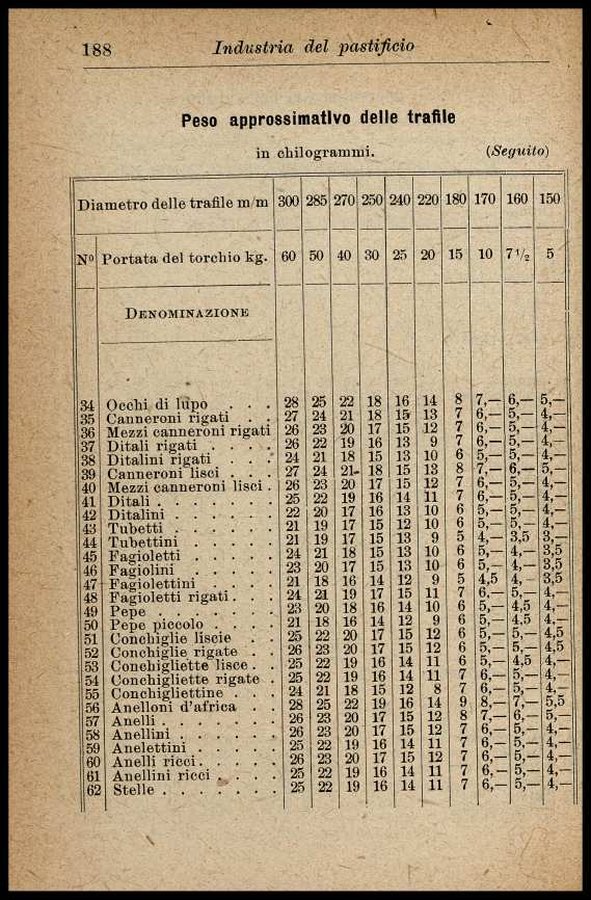 188 Industria del pastificio
Peso approssimativo delle trafile
in chilogrammi. (Seguito)
Diametro delle trafile m/m 300 285 270 250 240 220 180 170 160 150
No Portata del torchio kg. 60 50 40 30 25 20 15 10 7 1/2 5
DENOMINAZIONE
34 Occhi di lupo . . . 28 25 22 18 16 14 8 7,— 6,— 5,—
35 Canneroni rigati . . 27 24 21 18 15 13 7 6,— 5,— 4,—
36 Mezzi canneroni rigati 26 23 20 17 15 12 7 6,— 5,— 4,—
37 Ditali rigati . . . . 26 22 19 16 13 9 7 6,— 5,— 4,—
38 Ditalini rigati . . . 24 21 18 15 13 10 6 5,— 5,— 4,—
39 Canneroni lisci . . . 27 24 21 18 15 13 8 7,— 6,— 5,—
40 Mezzi canneroni lisci . 26 23 20 17 15 12 7 6,— 5,— 4,—
41 Ditali . . . . . . 25 22 19 16 14 11 7 6,— 5,— 4,—
42 Ditalini . . . . . 22 20 17 16 13 10 6 5,— 5,— 4,—
43 Tubetti . . . . . 21 19 17 15 12 10 6 5,— 5,— 4,—
44 Tubettini . . . . 21 19 17 15 13 9 5 4,— 3,5 3,—
45 Fagioletti . . . . 24 21 18 15 13 10 6 5,— 4,— 3,5
46 Fagiolini . . . . 23 20 17 15 13 10 6 5,— 4,— 3,5
47 Fagiolettini . . . 21 18 16 14 12 9 5 4,5 4,— 3,5
48 Fagioletti rigati . . . 24 21 19 17 15 11 7 6,— 5,— 4,—
49 Pepe . . . . . . 23 20 18 16 14 10 6 5,— 4,5 4,—
50 Pepe piccolo . . . . 21 18 16 14 12 9 6 5,— 4,5 4,—
51 Conchiglie liscie . . 25 22 20 17 15 12 6 5,— 5,— 4,5
52 Conchiglie rigate . . 26 23 20 17 15 12 6 5,— 5,— 4,5
53 Conchigliette lisce . . 25 22 19 16 14 11 6 5,— 4,5 4,—
54 Conchigliette rigate . 25 22 19 16 14 11 7 6,— 5,— 4,—
55 Conchigliettine . . . 24 21 18 15 12 8 7 6,— 5,— 4,—
56 Anelloni d'africa . . 28 25 22 19 16 14 9 8,— 7,— 5,5
57 Anelli . . . . . . 26 23 20 17 15 12 8 7,— 6,— 5,—
58 Anellini . . . . . 26 23 20 17 15 12 7 6,— 5,— 4,—
59 Anelettini . . . . 25 22 19 16 14 11 7 6,— 5,— 4,—
60 Anelli ricci . . . . 26 23 20 17 15 12 7 6,— 5,— 4,—
61 Anellini ricci . . . . 25 22 19 16 14 11 7 6,— 5,— 4,—
62 Stelle . . . . . . . 25 22 19 16 14 11 7 6,— 5,— 4,—